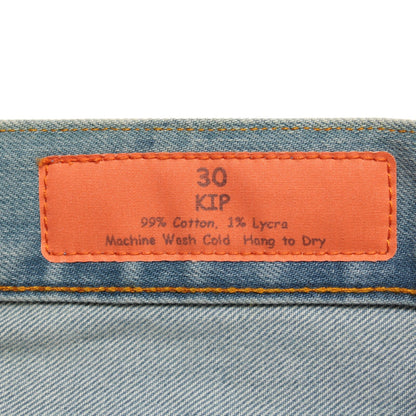 30
KIP
99% Cotton, 1% Lycra
Machine Wash Cold Hang to Dry